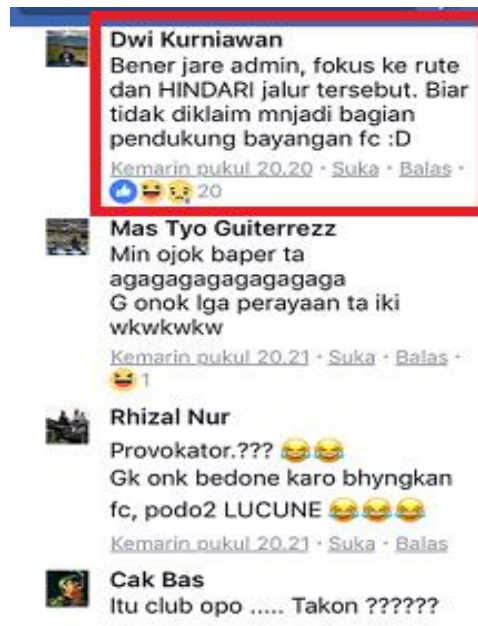 Dwi Kurniawan
Bener jare admin, fokus ke rute
dan HINDARI jalur tersebut. Biar
tidak diklaim mnjadi bagian
pendukung bayangan fc :D
Kemarin pukul 20.20 · Suka · Balas ·
20
Mas Tyo Guiterrezz
Min ojok baper ta
agagagagagagagaga
G onok lga perayaan ta iki
wkwkwkw
Kemarin pukul 20.21 · Suka · Balas ·
1
Rhizal Nur
Provokator.??? 😂😂
Gk onk bedone karo bhyngkan
fc, podo2 LUCUNE 😂😂😂
Kemarin pukul 20.21 · Suka · Balas
Cak Bas
Itu club opo ..... Takon ??????